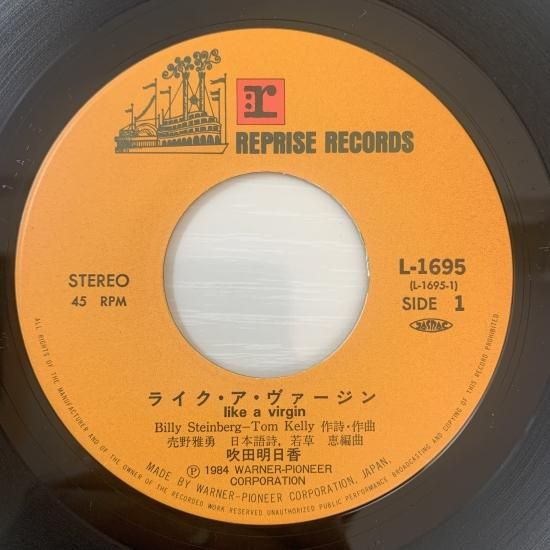 r
REPRISE RECORDS
STEREO
45 RPM
L-1695
(L-1695-1)
SIDE 1
JASRAC
ライク・ア・ヴァージン
like a virgin
Billy Steinberg-Tom Kelly 作詩・作曲
売野雅勇 日本語詩, 若草 恵編曲
吹田明日香
Ⓟ 1984 WARNER-PIONEER
CORPORATION
MADE BY WARNER-PIONEER CORPORATION, JAPAN.
ALL RIGHTS OF THE MANUFACTURER AND OF THE OWNER OF THE RECORDED WORK RESERVED UNAUTHORIZED PUBLIC PERFORMANCE BROADCASTING AND COPYING OF THIS RECORD PROHIBITED.